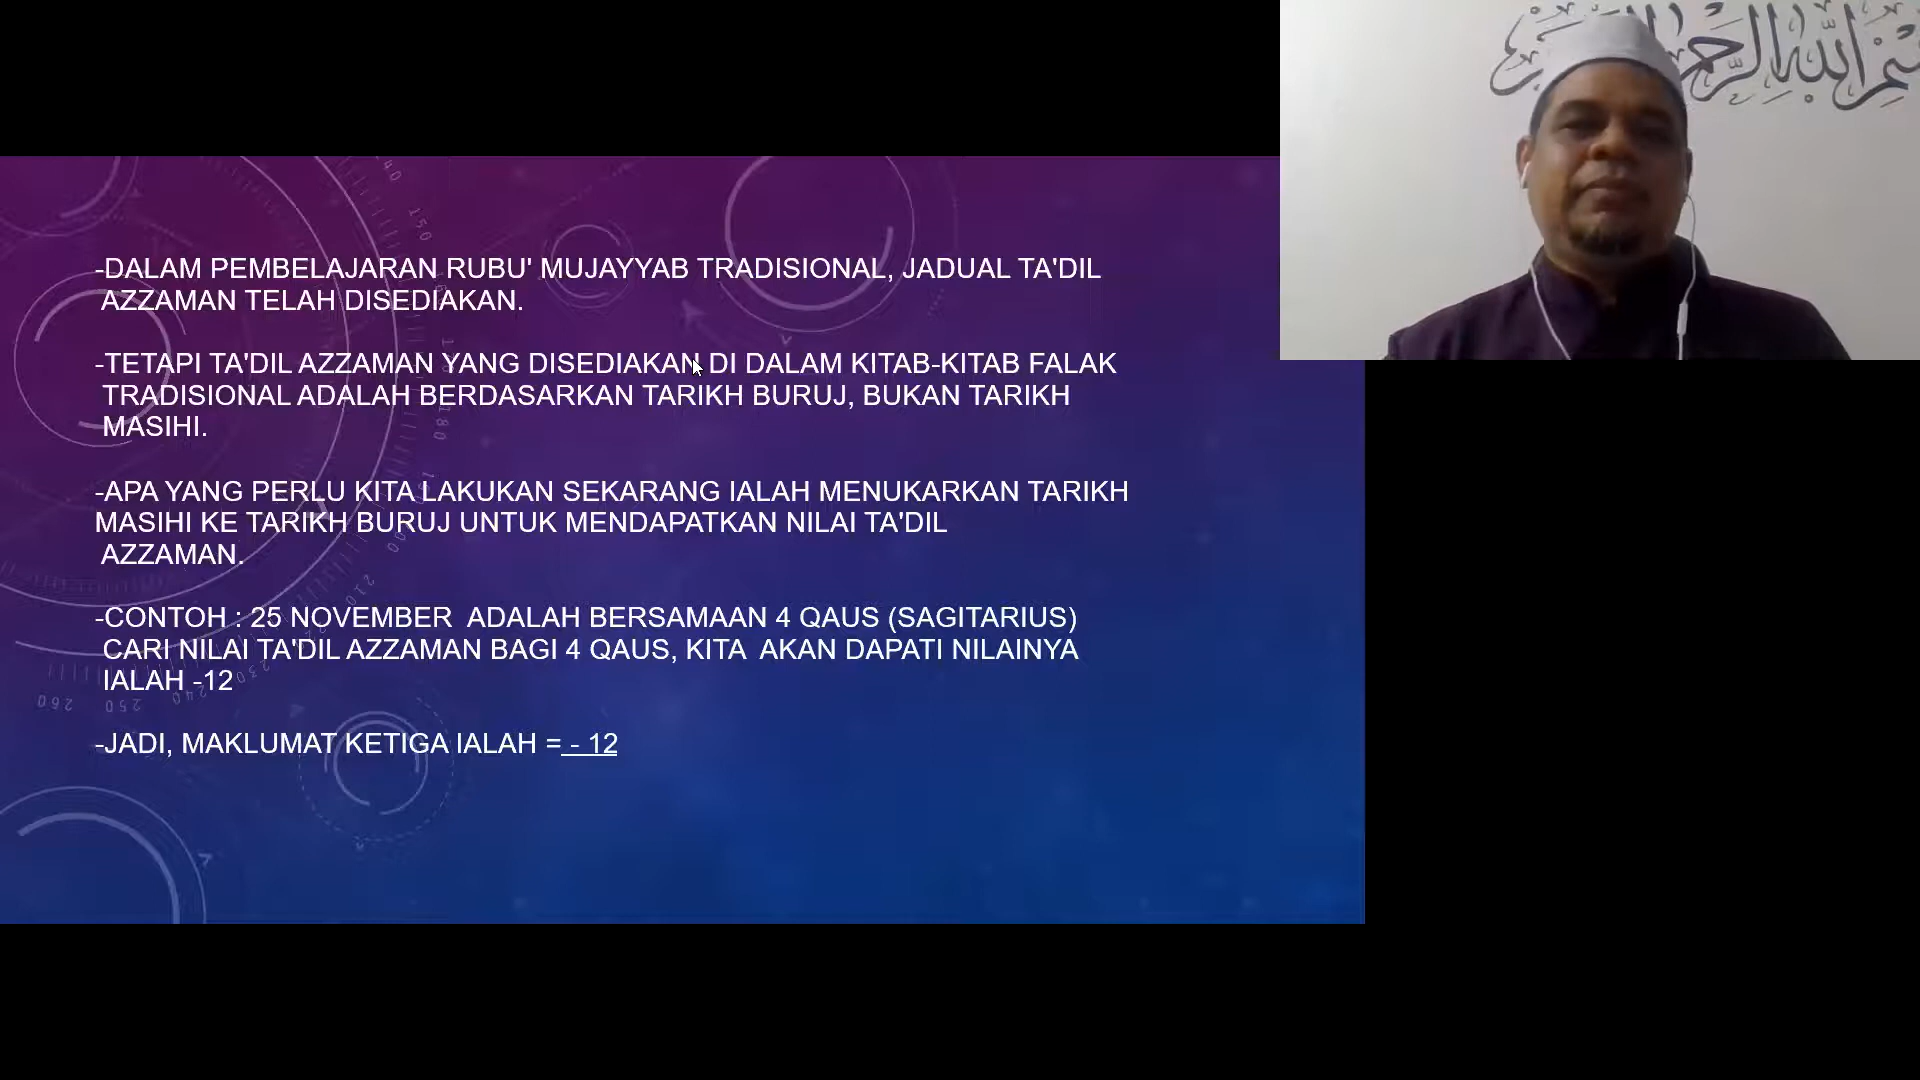 -DALAM PEMBELAJARAN RUBU' MUJAYYAB TRADISIONAL, JADUAL TA'DIL
AZZAMAN TELAH DISEDIAKAN.
-TETAPI TA'DIL AZZAMAN YANG DISEDIAKAN DI DALAM KITAB-KITAB FALAK
TRADISIONAL ADALAH BERDASARKAN TARIKH BURUJ, BUKAN TARIKH
MASIHI.
-APA YANG PERLU KITA LAKUKAN SEKARANG IALAH MENUKARKAN TARIKH
MASIHI KE TARIKH BURUJ UNTUK MENDAPATKAN NILAI TA'DIL
AZZAMAN.
-CONTOH : 25 NOVEMBER ADALAH BERSAMAAN 4 QAUS (SAGITARIUS)
CARI NILAI TA'DIL AZZAMAN BAGI 4 QAUS, KITA AKAN DAPATI NILAINYA
IALAH -12
-JADI, MAKLUMAT KETIGA IALAH = - 12